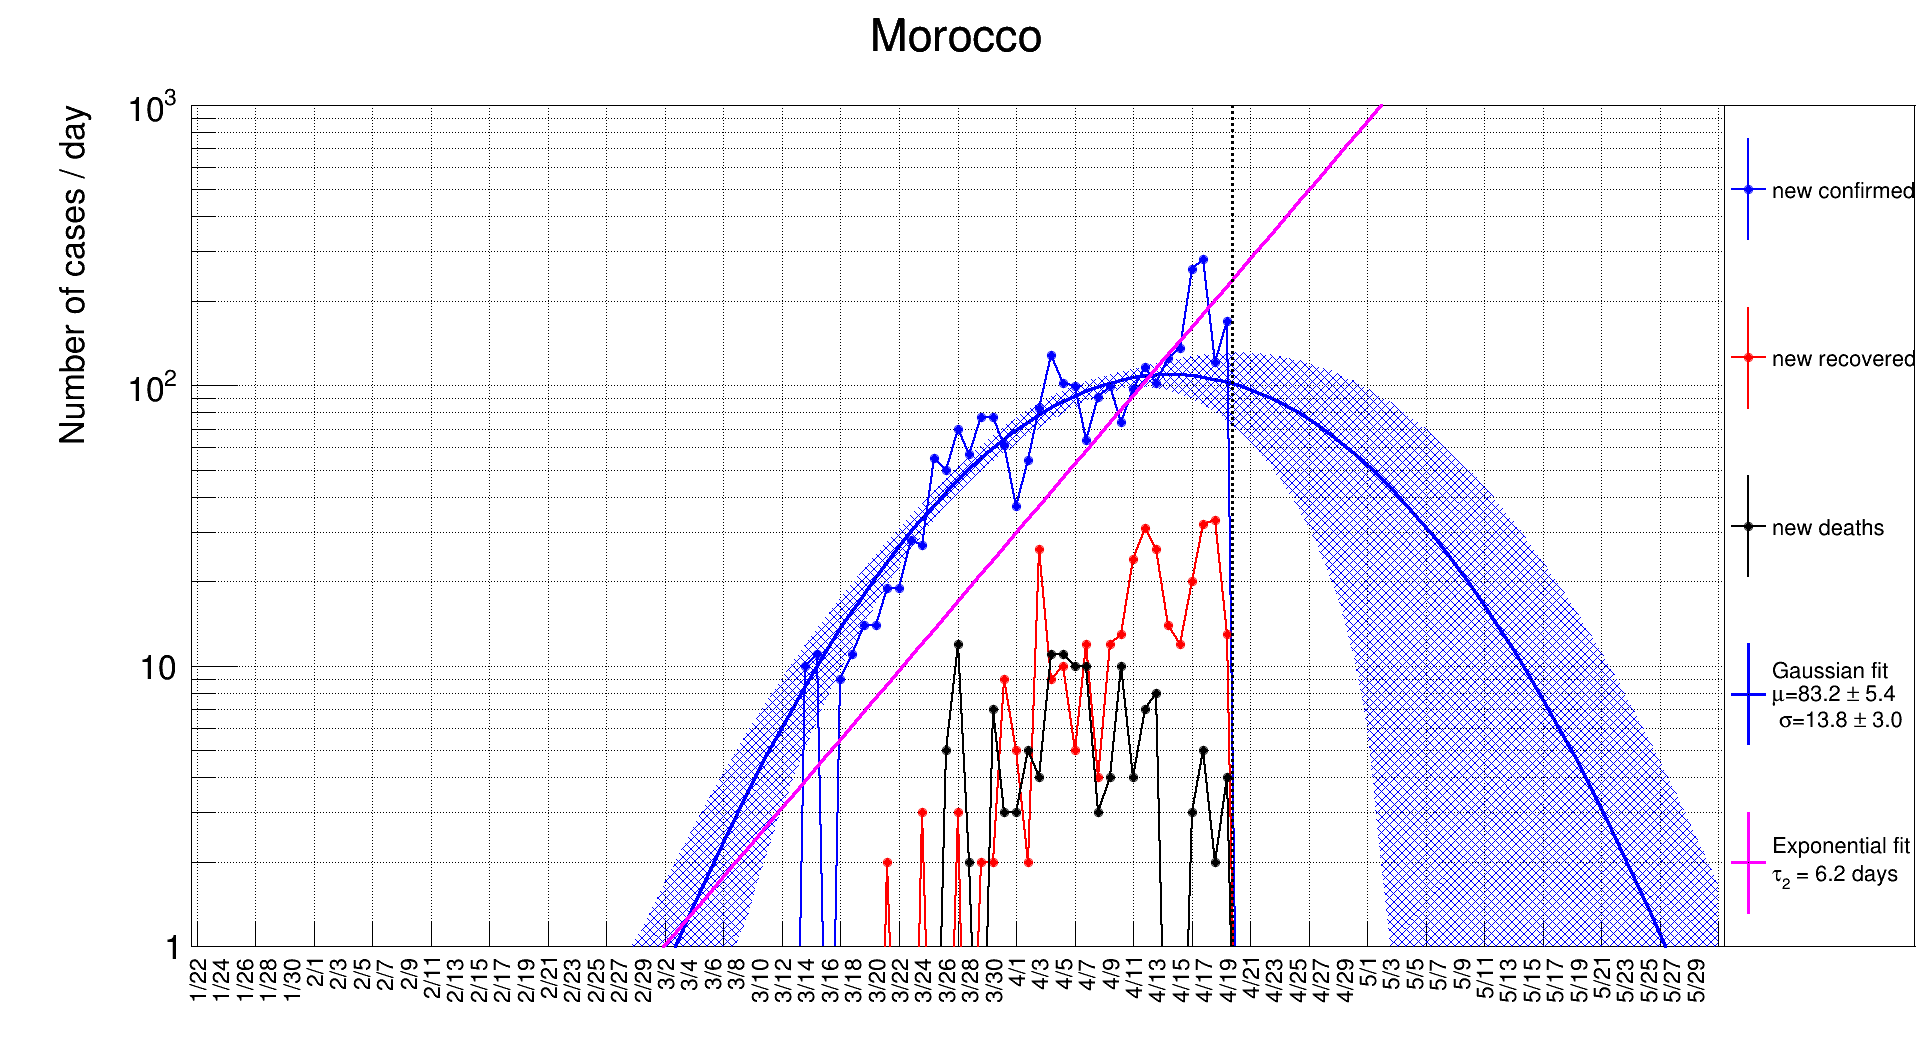 Morocco
Number of cases / day
10³
10²
10
1
1/22 1/24 1/26 1/28 1/30 2/1 2/3 2/5 2/7 2/9 2/11 2/13 2/15 2/17 2/19 2/21 2/23 2/25 2/27 2/29 3/2 3/4 3/6 3/8 3/10 3/12 3/14 3/16 3/18 3/20 3/22 3/24 3/26 3/28 3/30 4/1 4/3 4/5 4/7 4/9 4/11 4/13 4/15 4/17 4/19 4/21 4/23 4/25 4/27 4/29 5/1 5/3 5/5 5/7 5/9 5/11 5/13 5/15 5/17 5/19 5/21 5/23 5/25 5/27 5/29
new confirmed
new recovered
new deaths
Gaussian fit
μ=83.2 ± 5.4
σ=13.8 ± 3.0
Exponential fit
τ₂ = 6.2 days